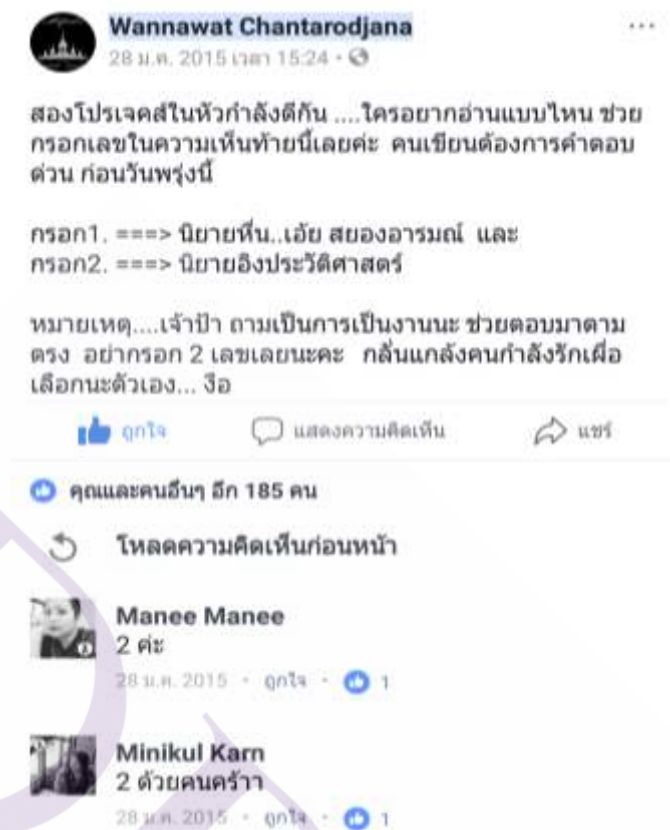 Wannawat Chantarodjana
28 ม.ค. 2015 เวลา 15:24 •
สองโปรเจคส์ในหัวกำลังตีกัน ....ใครอยากอ่านแบบไหน ช่วย
กรอกเลขในความเห็นท้ายนี้เลยค่ะ คนเขียนต้องการคำตอบ
ด่วน ก่อนวันพรุ่งนี้
กรอก1. ===> นิยายหื่น..เอ้ย สยองอารมณ์ และ
กรอก2. ===> นิยายอิงประวัติศาสตร์
หมายเหตุ....เจ้าป้า ถามเป็นการเป็นงานนะ ช่วยตอบมาตาม
ตรง อย่ากรอก 2 เลขเลยนะคะ กลั่นแกล้งคนกำลังรักเผื่อ
เลือกนะตัวเอง... งือ
ถูกใจ แสดงความคิดเห็น แชร์
คุณและคนอื่นๆ อีก 185 คน
โหลดความคิดเห็นก่อนหน้า
Manee Manee
2 ค่ะ
28 ม.ค. 2015 • ถูกใจ • 1
Minikul Karn
2 ด้วยคนคร้าา
28 ม.ค. 2015 • ถูกใจ • 1